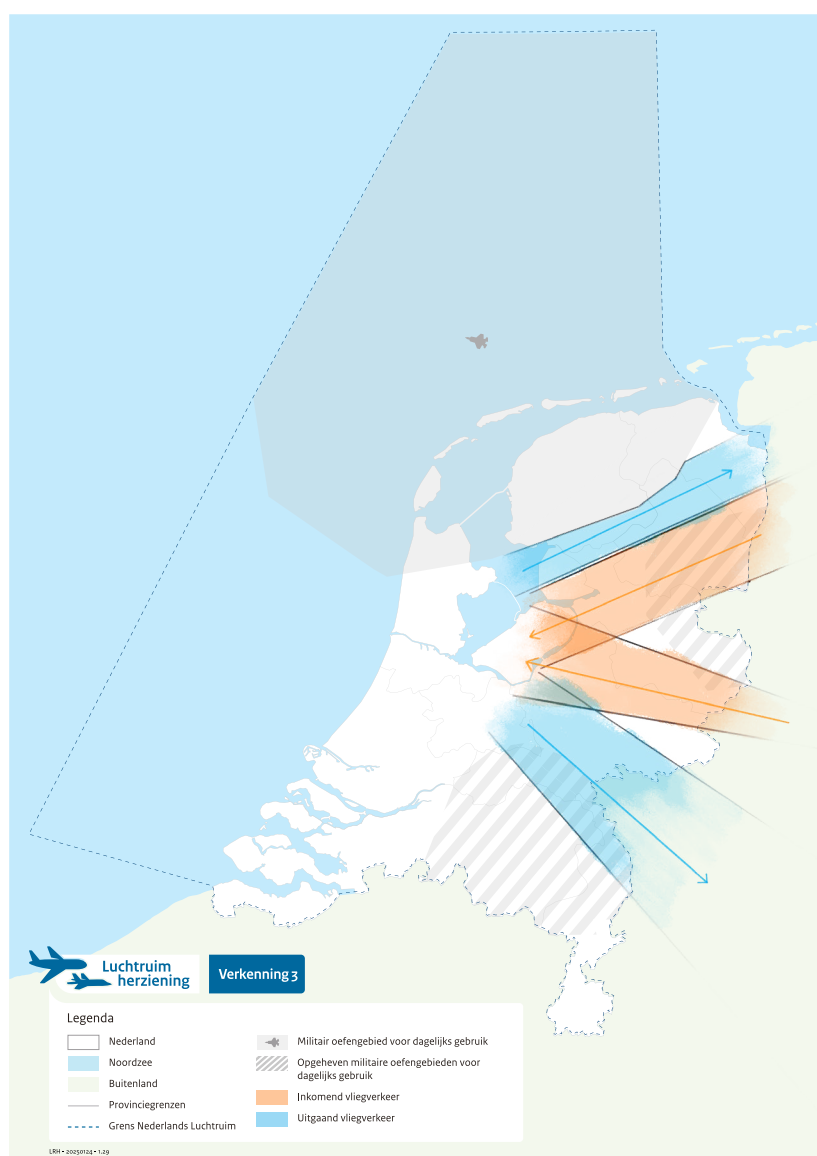 Luchtruim
herziening
Verkenning 3
Legenda
Nederland
Noordzee
Buitenland
Provinciegrenzen
Grens Nederlands Luchtruim
Militair oefengebied voor dagelijks gebruik
Opgeheven militaire oefengebieden voor
dagelijks gebruik
Inkomend vliegverkeer
Uitgaand vliegverkeer
LRH • 20250124 • 1.29